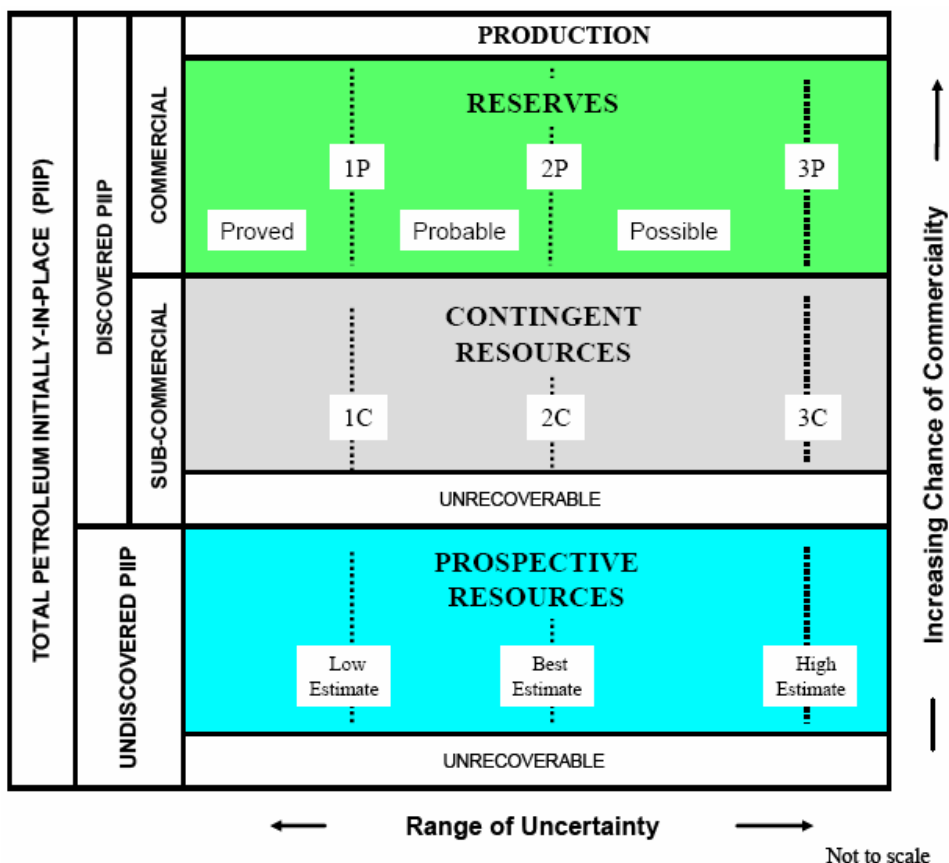 TOTAL PETROLEUM INITIALLY-IN-PLACE (PIIP)
DISCOVERED PIIP
UNDISCOVERED PIIP
COMMERCIAL
SUB-COMMERCIAL
PRODUCTION
RESERVES
1P
2P
3P
Proved
Probable
Possible
CONTINGENT
RESOURCES
1C
2C
3C
UNRECOVERABLE
PROSPECTIVE
RESOURCES
Low
Estimate
Best
Estimate
High
Estimate
UNRECOVERABLE
Increasing Chance of Commerciality
Range of Uncertainty
Not to scale